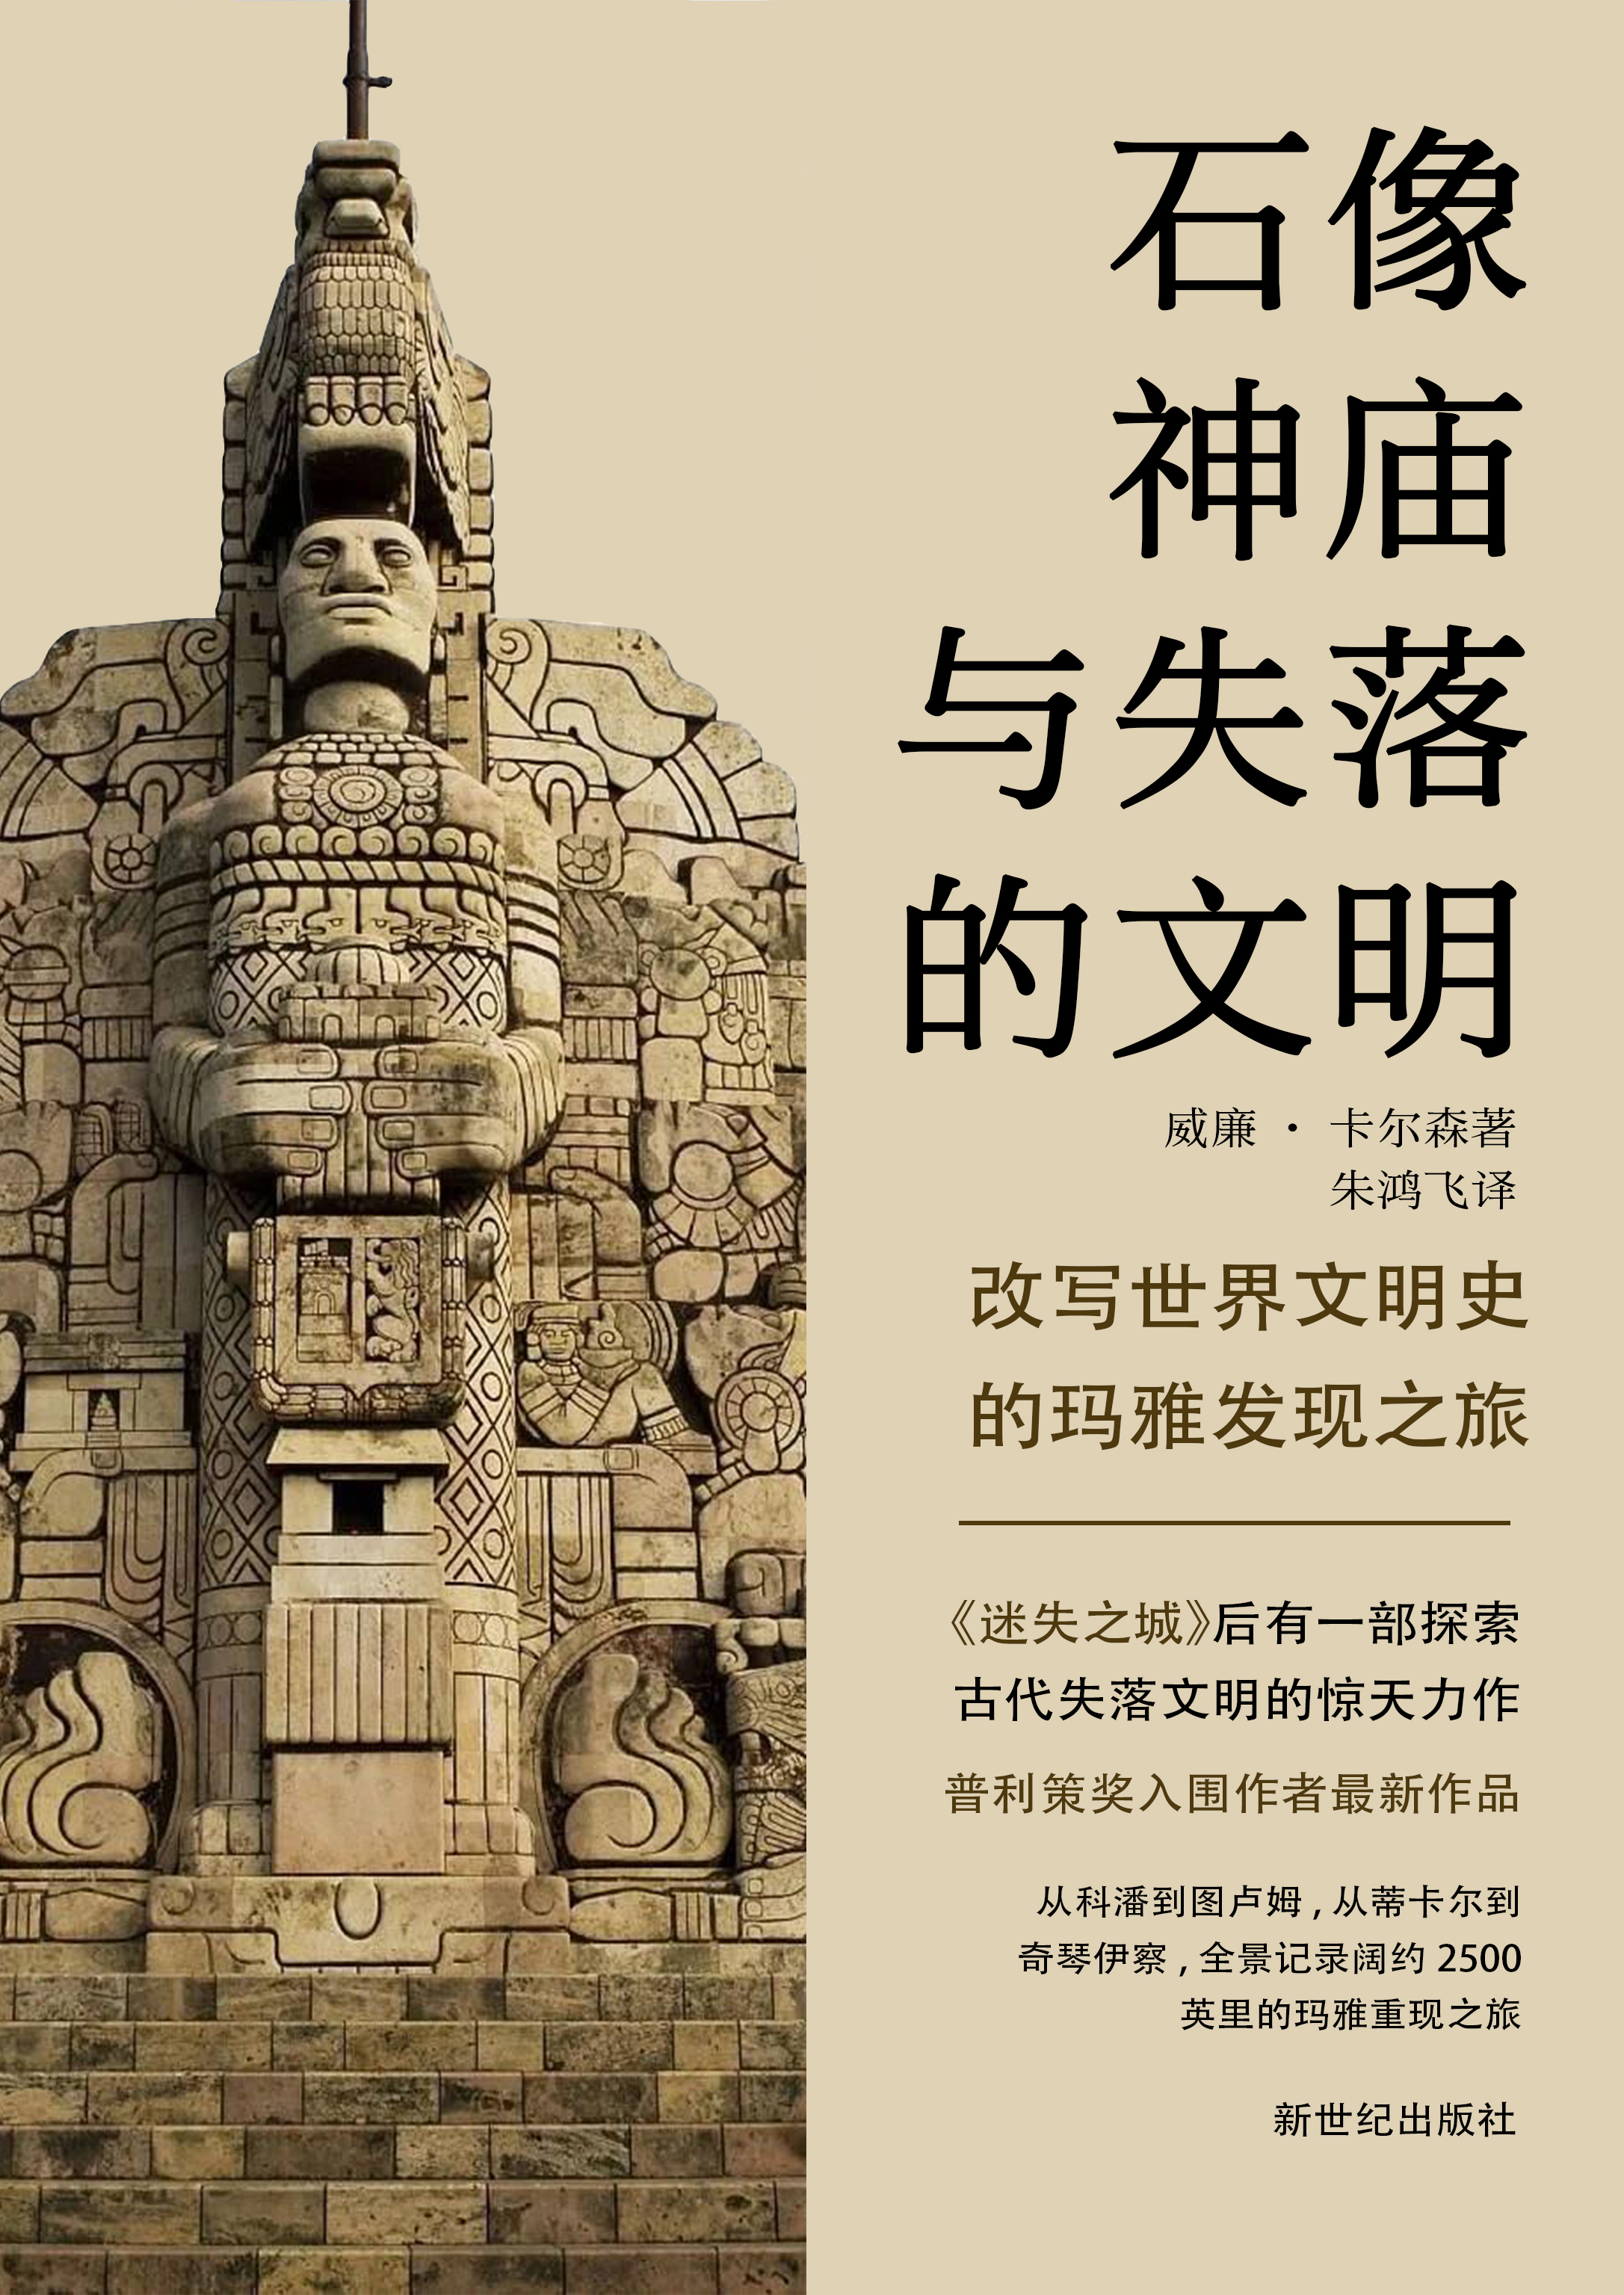 石像
神庙
与失落
的文明
威廉 · 卡尔森著
朱鸿飞译
改写世界文明史
的玛雅发现之旅
《迷失之城》后有一部探索
古代失落文明的惊天力作
普利策奖入围作者最新作品
从科潘到图卢姆,从蒂卡尔到
奇琴伊察,全景记录阔约 2500
英里的玛雅重现之旅
新世纪出版社